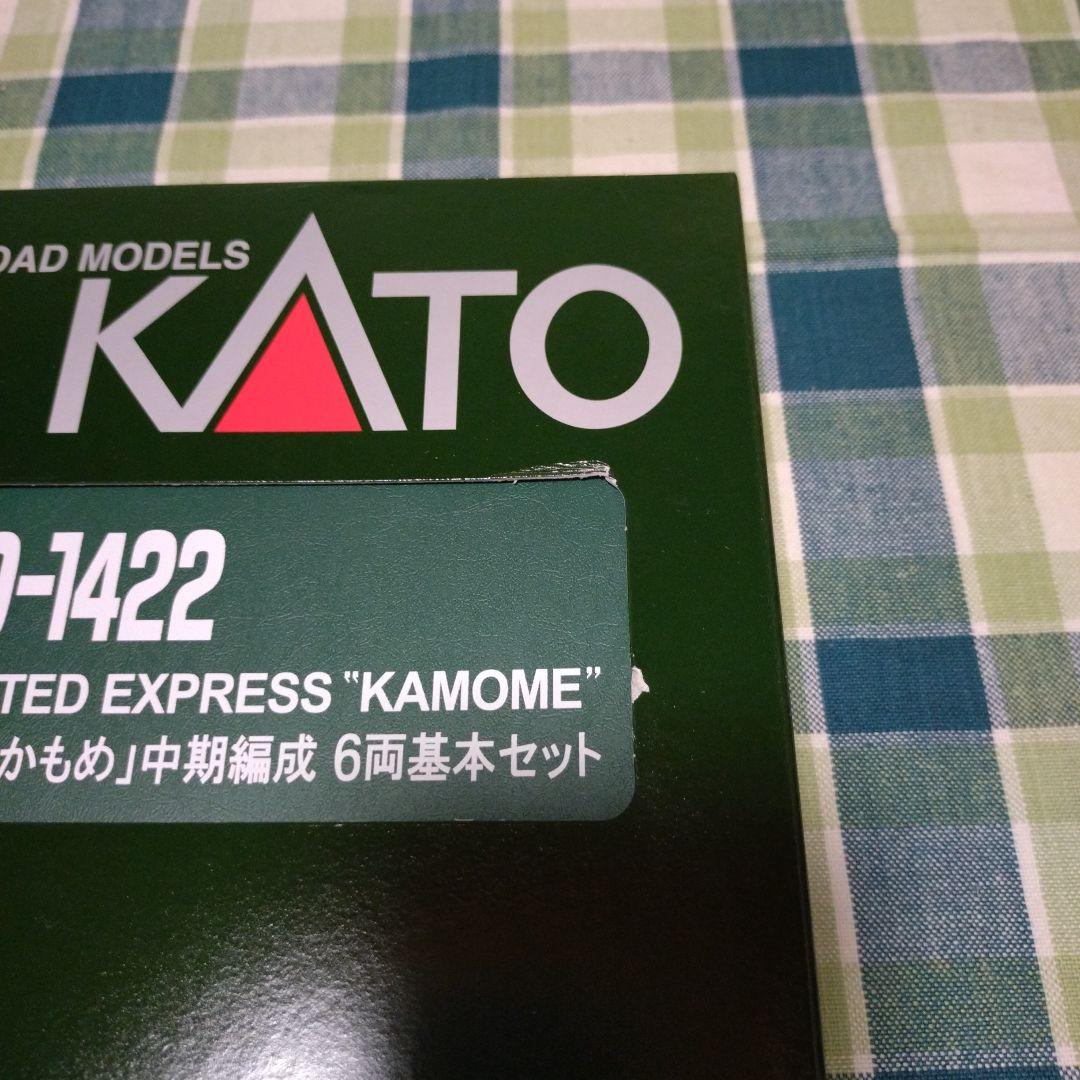 OAD MODELS
KATO
0-1422
TED EXPRESS “KAMOME”
かもめ」中期編成 6両基本セット